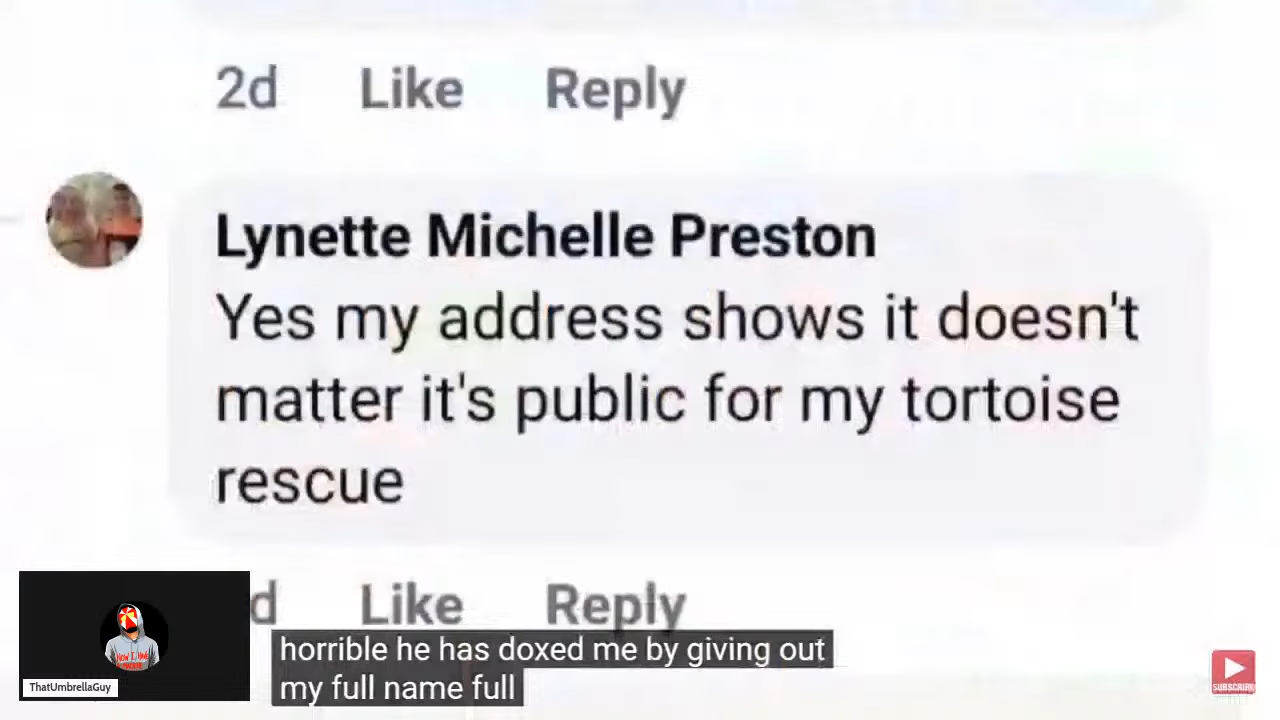 2d Like Reply
Lynette Michelle Preston
Yes my address shows it doesn't
matter it's public for my tortoise
rescue
d Like Reply
horrible he has doxed me by giving out
my full name full
ThatUmbrellaGuy
SUBSCRIBE